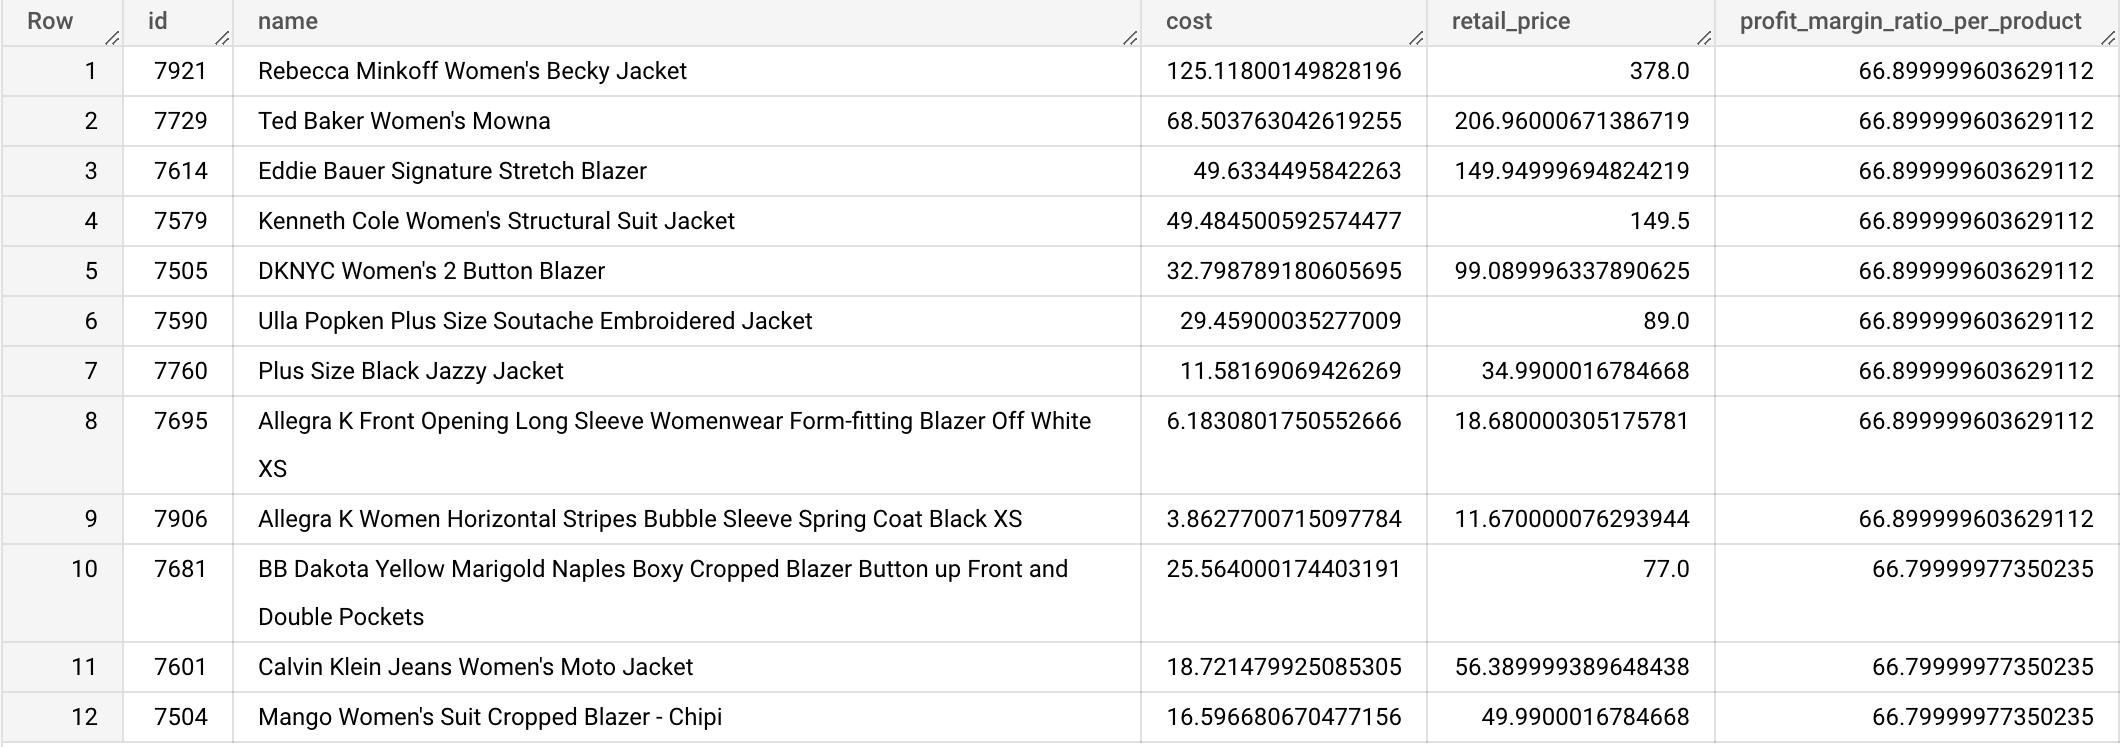 Row id name cost retail_price profit_margin_ratio_per_product
1 7921 Rebecca Minkoff Women's Becky Jacket 125.11800149828196 378.0 66.899999603629112
2 7729 Ted Baker Women's Mowna 68.503763042619255 206.96000671386719 66.899999603629112
3 7614 Eddie Bauer Signature Stretch Blazer 49.6334495842263 149.94999694824219 66.899999603629112
4 7579 Kenneth Cole Women's Structural Suit Jacket 49.484500592574477 149.5 66.899999603629112
5 7505 DKNYC Women's 2 Button Blazer 32.798789180605695 99.089996337890625 66.899999603629112
6 7590 Ulla Popken Plus Size Soutache Embroidered Jacket 29.45900035277009 89.0 66.899999603629112
7 7760 Plus Size Black Jazzy Jacket 11.58169069426269 34.9900016784668 66.899999603629112
8 7695 Allegra K Front Opening Long Sleeve Womenwear Form-fitting Blazer Off White 6.1830801750552666 18.680000305175781 66.899999603629112
XS
9 7906 Allegra K Women Horizontal Stripes Bubble Sleeve Spring Coat Black XS 3.8627700715097784 11.670000076293944 66.899999603629112
10 7681 BB Dakota Yellow Marigold Naples Boxy Cropped Blazer Button up Front and 25.564000174403191 77.0 66.79999977350235
Double Pockets
11 7601 Calvin Klein Jeans Women's Moto Jacket 18.721479925085305 56.389999389648438 66.79999977350235
12 7504 Mango Women's Suit Cropped Blazer - Chipi 16.596680670477156 49.9900016784668 66.79999977350235